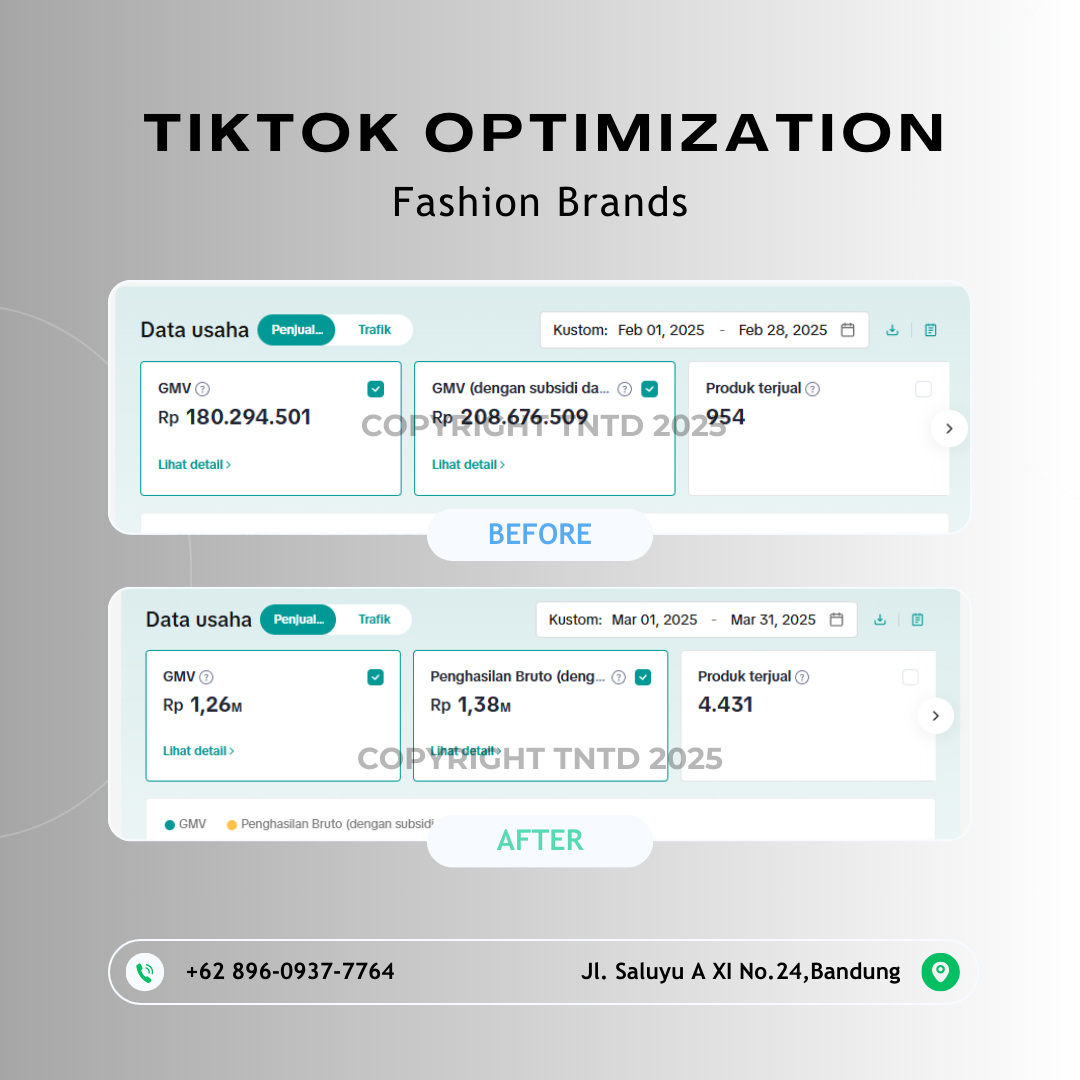 TIKTOK OPTIMIZATION
Fashion Brands
Data usaha Penjual... Trafik Kustom: Feb 01, 2025 - Feb 28, 2025
GMV GMV (dengan subsidi da... Produk terjual
Rp 180.294.501 Rp 208.676.509 954
COPYRIGHT TNTD 2025
Lihat detail > Lihat detail >
BEFORE
Data usaha Penjual... Trafik Kustom: Mar 01, 2025 - Mar 31, 2025
GMV Penghasilan Bruto (deng... Produk terjual
Rp 1,26M Rp 1,38M 4.431
Lihat detail > Lihat detail >
COPYRIGHT TNTD 2025
GMV Penghasilan Bruto (dengan subsidi
AFTER
+62 896-0937-7764 Jl. Saluyu A XI No.24,Bandung